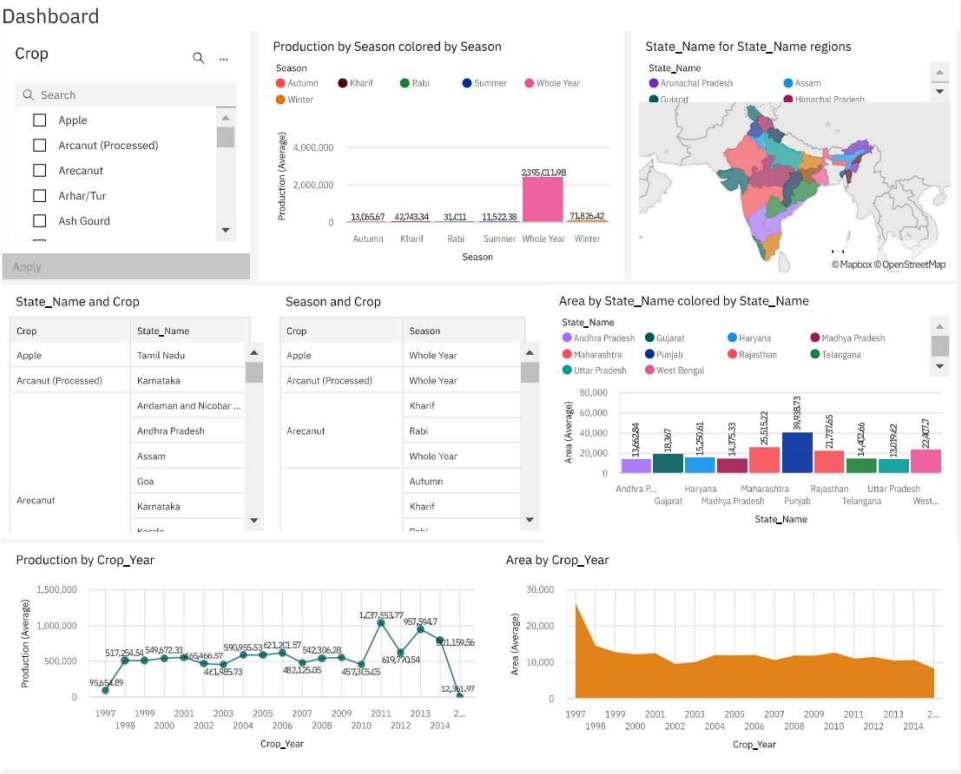 Dashboard
Crop
...
Search
Apple
Arcanut (Processed)
Arecanut
Arhar/Tur
Ash Gourd
Apply
Production by Season colored by Season
Season
Autumn Kharif Rabi Summer Whole Year
Winter
Production (Average)
4,000,000
2,000,000
0
13,065.67 42,743.34 31,011 11,522.38 2,395,011.98 71,826.42
Autumn Kharif Rabi Summer Whole Year Winter
Season
State_Name for State_Name regions
State_Name
Arunachal Pradesh Assam
Gujarat Himachal Pradesh
© Mapbox © OpenStreetMap
State_Name and Crop
Crop State_Name
Apple Tamil Nadu
Arcanut (Processed) Karnataka
Andaman and Nicobar ...
Andhra Pradesh
Assam
Goa
Arecanut
Karnataka
Kerala
Season and Crop
Crop Season
Apple Whole Year
Arcanut (Processed) Whole Year
Kharif
Arecanut Rabi
Whole Year
Autumn
Kharif
Rabi
Area by State_Name colored by State_Name
State_Name
Andhra Pradesh Gujarat Haryana Madhya Pradesh
Maharashtra Punjab Rajasthan Telangana
Uttar Pradesh West Bengal
Area (Average)
80,000
60,000
40,000
20,000
0
13,662.84 18,367 15,250.61 14,375.33 25,515.22 39,938.73 21,737.65 14,402.66 13,019.62 22,407.7
Andhra P... Haryana Maharashtra Rajasthan Uttar Pradesh
Gujarat Madhya Pradesh Punjab Telangana West...
State_Name
Production by Crop_Year
Production (Average)
1,500,000
1,000,000
500,000
0
95,654.89 517,254.54 549,672.33 465,466.57 461,985.73 590,955.53 621,201.57 482,125.05 542,306.28 457,305.05 1,037,553.77 619,770.54 957,594.7 801,159.56 12,361.97
1997 1999 2001 2003 2005 2007 2009 2011 2013 2...
1998 2000 2002 2004 2006 2008 2010 2012 2014
Crop_Year
Area by Crop_Year
Area (Average)
30,000
20,000
10,000
0
1997 1999 2001 2003 2005 2007 2009 2011 2013 2...
1998 2000 2002 2004 2006 2008 2010 2012 2014
Crop_Year